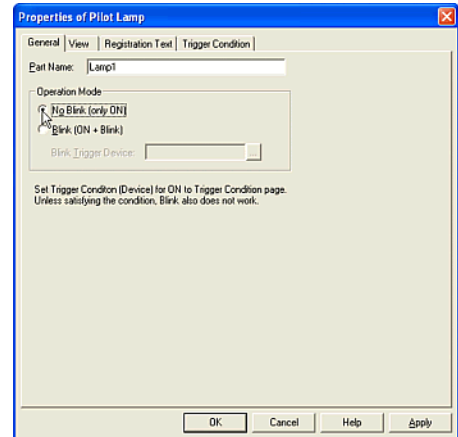 Properties of Pilot Lamp
General View Registration Text Trigger Condition
Part Name: Lamp1
Operation Mode
No Blink (only ON)
Blink (ON + Blink)
Blink Trigger Device: ...
Set Trigger Conditon (Device) for ON to Trigger Condition page.
Unless satisfying the condition, Blink also does not work.
OK Cancel Help Apply